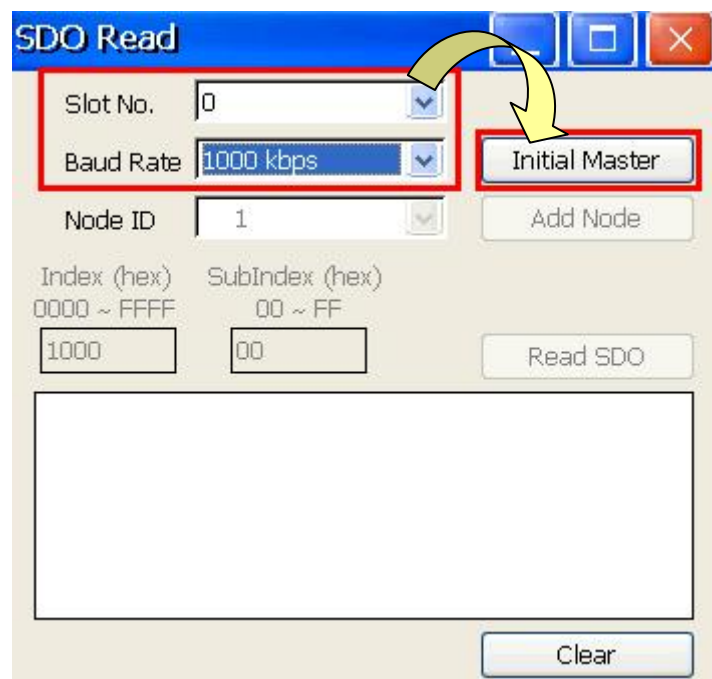 SDO Read
Slot No. 0
Baud Rate 1000 kbps Initial Master
Node ID 1 Add Node
Index (hex) SubIndex (hex)
0000 ~ FFFF 00 ~ FF
1000 00 Read SDO
Clear